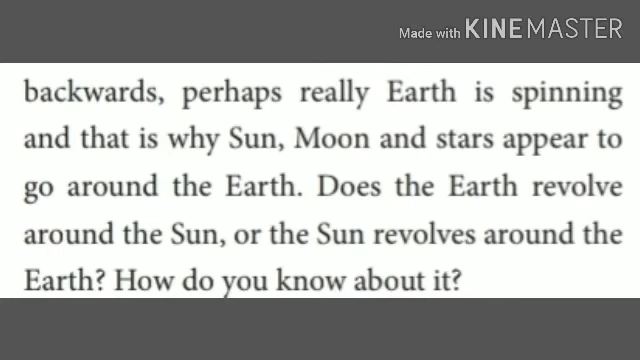 Made with KINEMASTER
backwards, perhaps really Earth is spinning
and that is why Sun, Moon and stars appear to
go around the Earth. Does the Earth revolve
around the Sun, or the Sun revolves around the
Earth? How do you know about it?